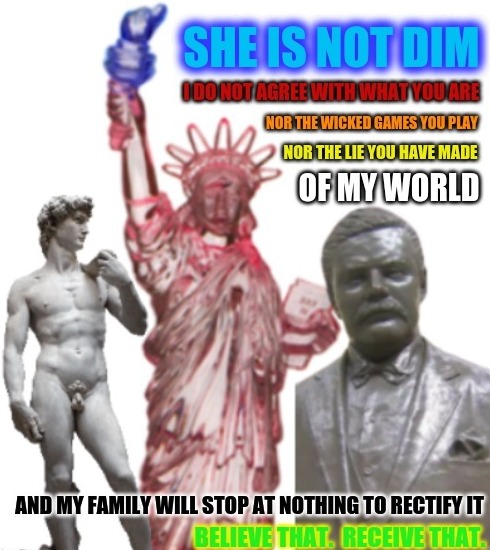 SHE IS NOT DIM
I DO NOT AGREE WITH WHAT YOU ARE
NOR THE WICKED GAMES YOU PLAY
NOR THE LIE YOU HAVE MADE
OF MY WORLD
AND MY FAMILY WILL STOP AT NOTHING TO RECTIFY IT
BELIEVE THAT. RECEIVE THAT.